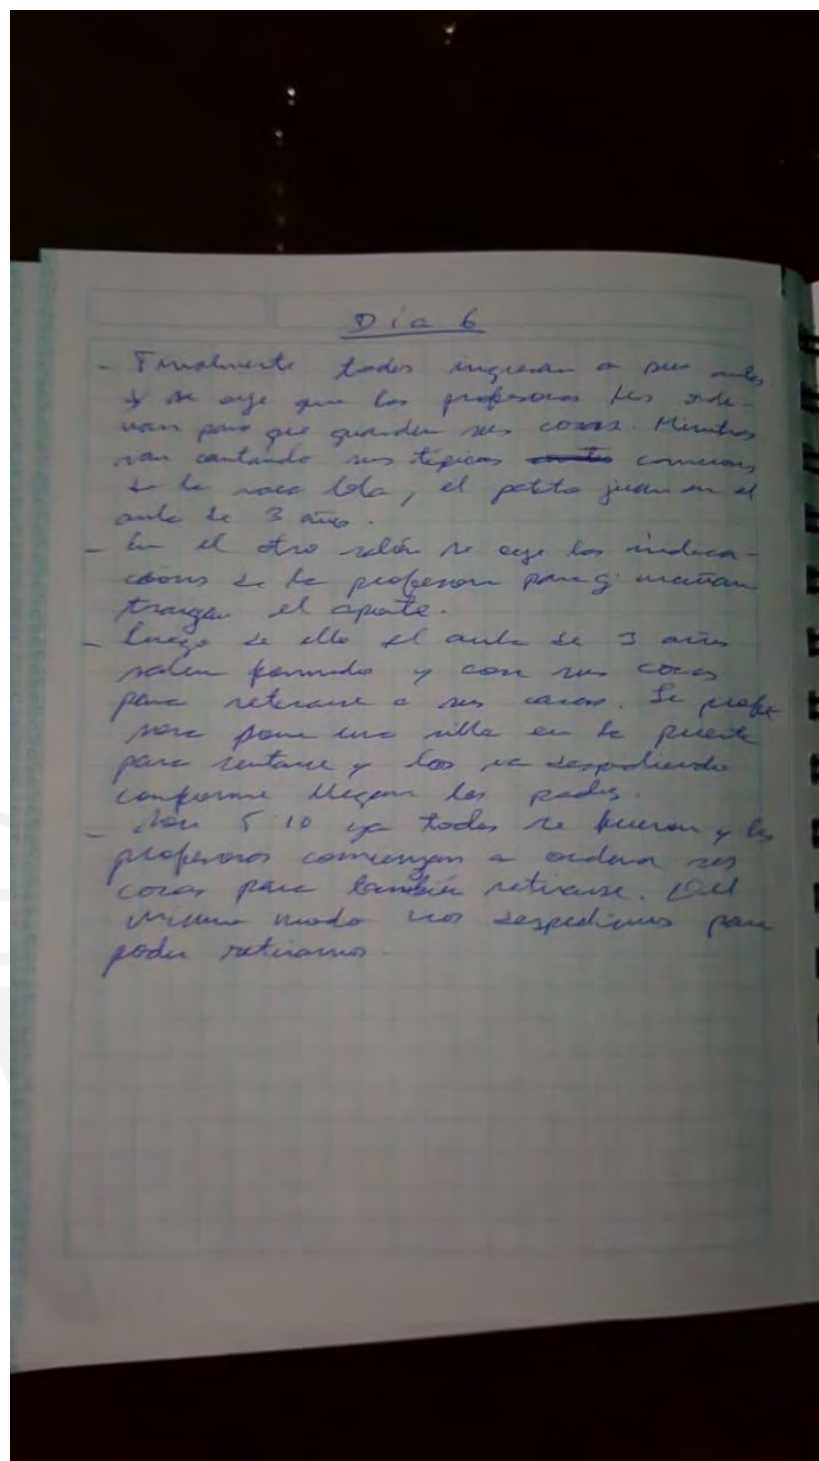 Día 6
- Finalmente todos ingresan a sus aulas
y se oye que las profesoras les orde-
nan para que guarden sus cosas. Mientras
van cantando sus típicas canciones
de la vaca lola, el patito juan en el
aula de 3 años.
- En el otro salón se oye las indica-
ciones de la profesora para q' mañana
traigan el aporte.
- Luego de ello el aula de 3 años
salen formado y con sus cosas
para retirarse a sus casas. La profe
sora pone una silla en la puerta
para sentarse y los va despidiendo
conforme llegan los padres.
- Son 5:10 ya todos se fueron y las
profesoras comienzan a ordenar sus
cosas para también retirarse. Del
mismo modo nos despedimos para
poder retirarnos.